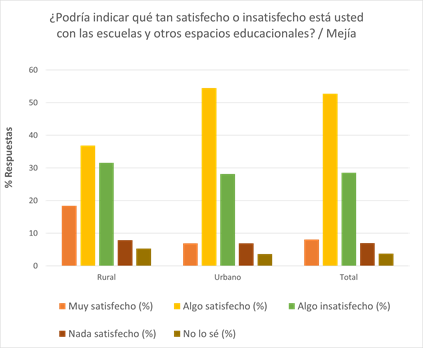 ¿Podría indicar qué tan satisfecho o insatisfecho está usted
con las escuelas y otros espacios educacionales? / Mejía
60
50
40
30
20
10
0
% Respuestas
Rural
Urbano
Total
Muy satisfecho (%)
Algo satisfecho (%)
Algo insatisfecho (%)
Nada satisfecho (%)
No lo sé (%)